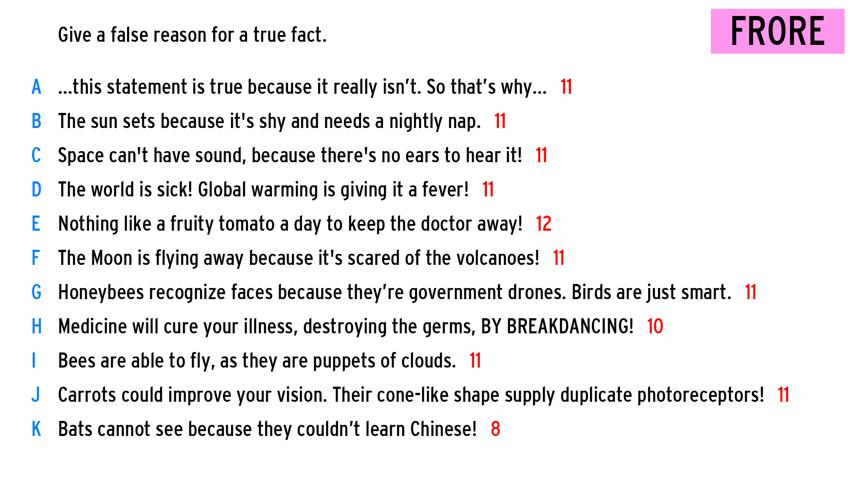 Give a false reason for a true fact.
FRORE
A ...this statement is true because it really isn't. So that's why... 11
B The sun sets because it's shy and needs a nightly nap. 11
C Space can't have sound, because there's no ears to hear it! 11
D The world is sick! Global warming is giving it a fever! 11
E Nothing like a fruity tomato a day to keep the doctor away! 12
F The Moon is flying away because it's scared of the volcanoes! 11
G Honeybees recognize faces because they're government drones. Birds are just smart. 11
H Medicine will cure your illness, destroying the germs, BY BREAKDANCING! 10
I Bees are able to fly, as they are puppets of clouds. 11
J Carrots could improve your vision. Their cone-like shape supply duplicate photoreceptors! 11
K Bats cannot see because they couldn't learn Chinese! 8